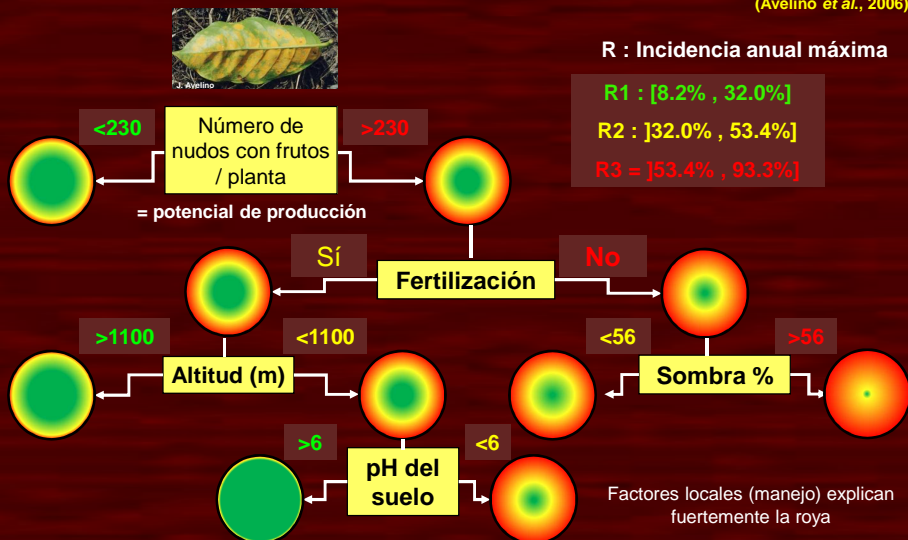 (Avelino et al., 2006)
R : Incidencia anual máxima
J. Avelino
R1 : [8.2% , 32.0%]
R2 : ]32.0% , 53.4%]
R3 = ]53.4% , 93.3%]
<230
Número de
nudos con frutos
/ planta
>230
= potencial de producción
Sí
Fertilización
No
>1100
Altitud (m)
<1100
<56
Sombra %
>56
>6
pH del
suelo
<6
Factores locales (manejo) explican
fuertemente la roya